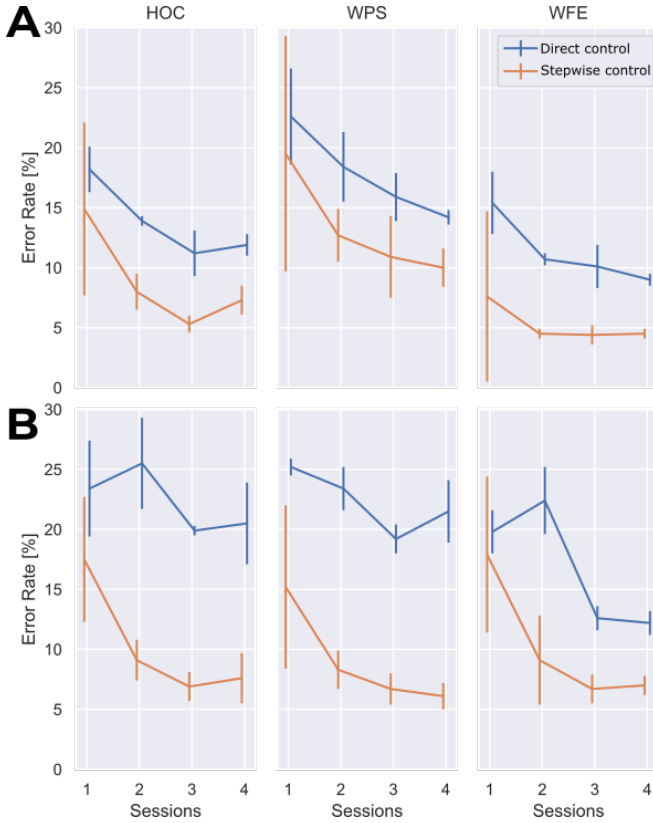 A
HOC
WPS
WFE
Direct control
Stepwise control
Error Rate [%]
30
25
20
15
10
5
0
B
Error Rate [%]
30
25
20
15
10
5
0
1 2 3 4
1 2 3 4
1 2 3 4
Sessions
Sessions
Sessions